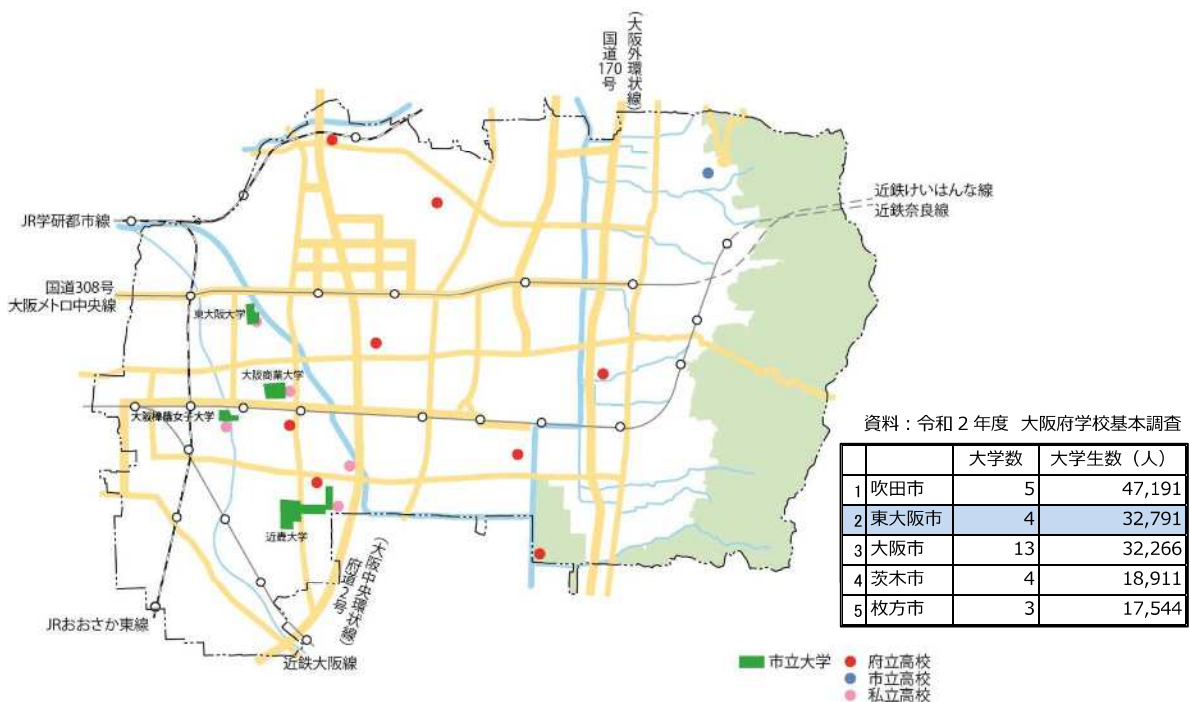 (大阪外環状線)
国道170号
近鉄けいはんな線
近鉄奈良線
JR学研都市線
国道308号
大阪メトロ中央線
東大阪大学
大阪商業大学
大阪樟蔭女子大学
近畿大学
(大阪中央環状線)
府道2号
JRおおさか東線
近鉄大阪線
資料:令和2年度 大阪府学校基本調査
大学数 大学生数(人)
1 吹田市 5 47,191
2 東大阪市 4 32,791
3 大阪市 13 32,266
4 茨木市 4 18,911
5 枚方市 3 17,544
市立大学
府立高校
市立高校
私立高校